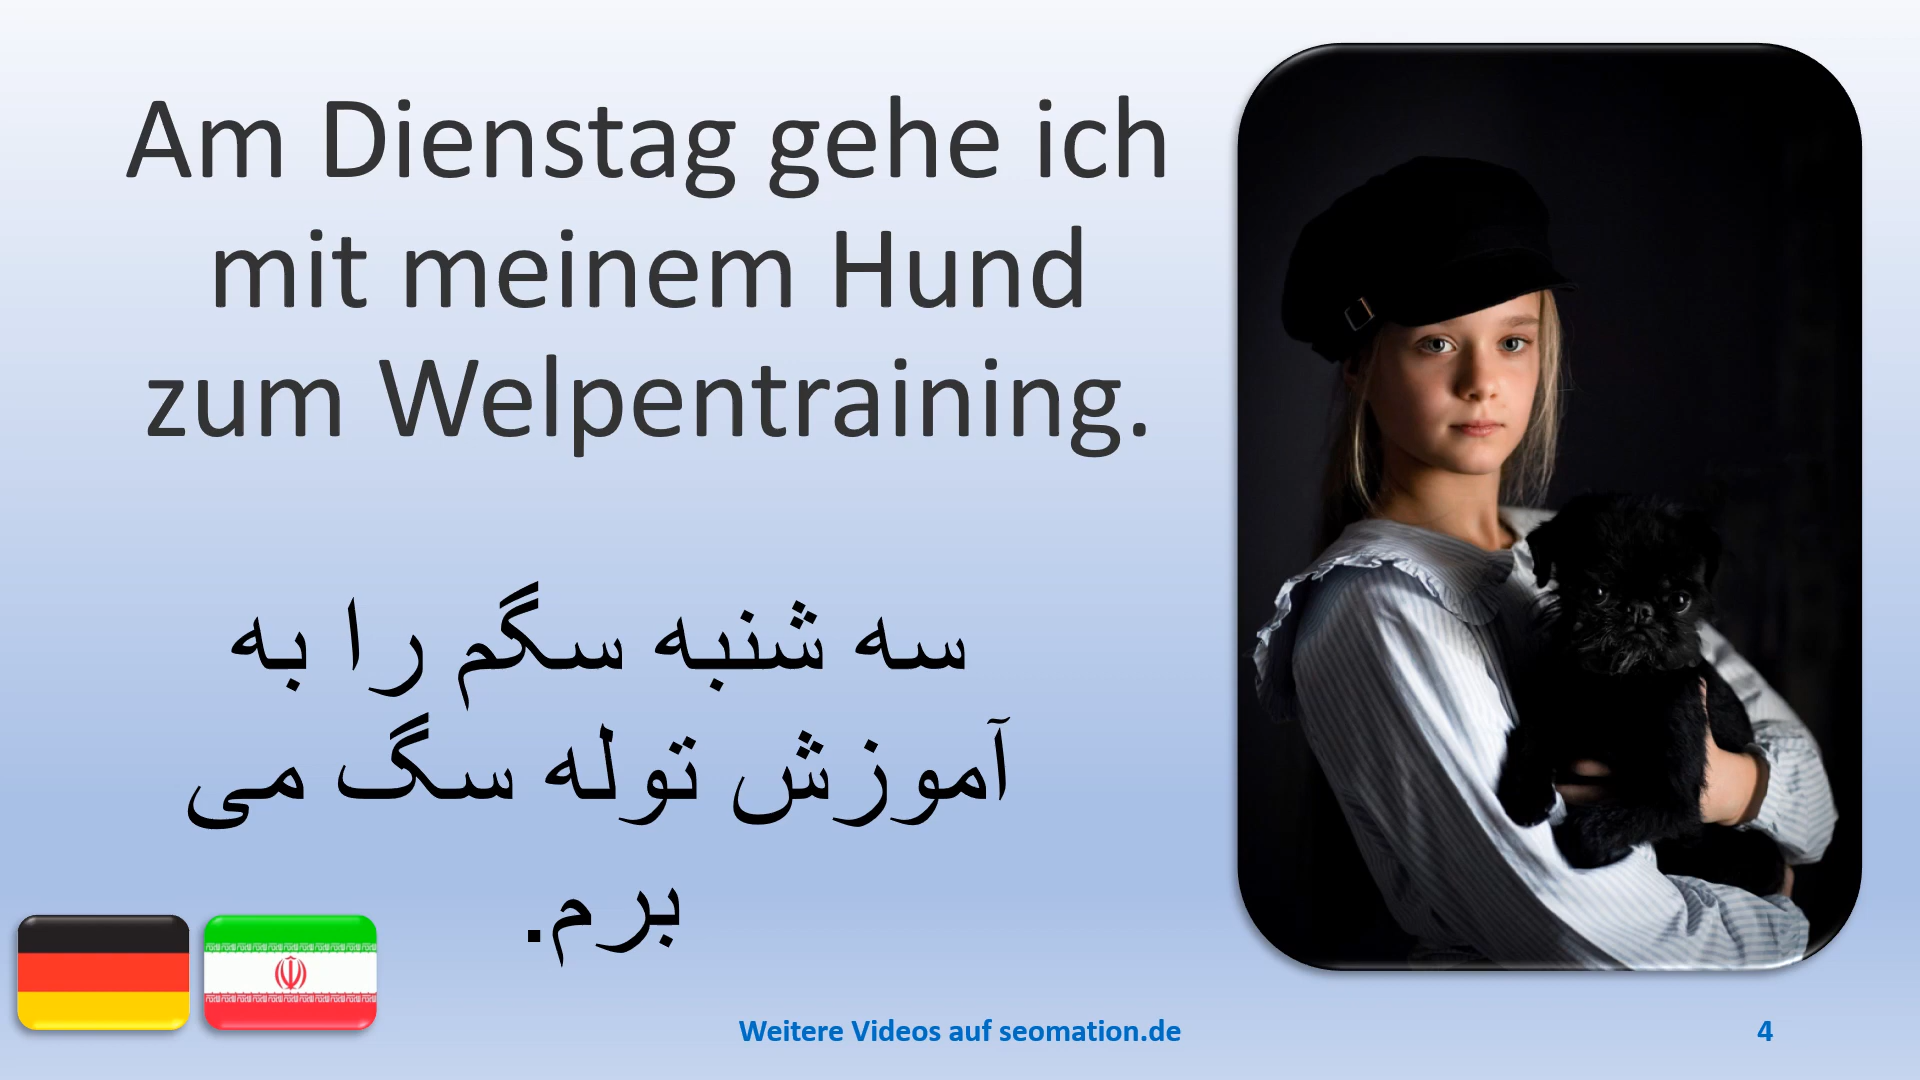 Am Dienstag gehe ich
mit meinem Hund
zum Welpentraining.
سه شنبه سگم را به
آموزش توله سگ می
برم.
Weitere Videos auf seomation.de
4